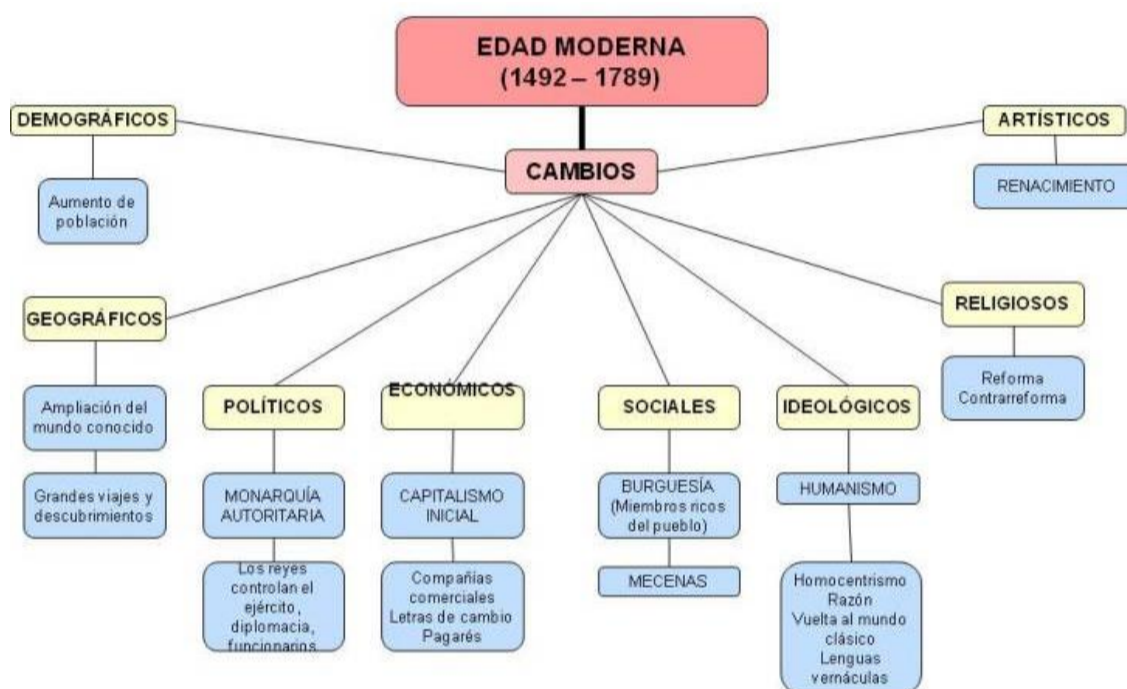 EDAD MODERNA
(1492 – 1789)
CAMBIOS
DEMOGRÁFICOS
Aumento de
población
ARTÍSTICOS
RENACIMIENTO
GEOGRÁFICOS
Ampliación del
mundo conocido
Grandes viajes y
descubrimientos
RELIGIOSOS
Reforma
Contrarreforma
POLÍTICOS
MONARQUÍA
AUTORITARIA
Los reyes
controlan el
ejército,
diplomacia,
funcionarios
ECONÓMICOS
CAPITALISMO
INICIAL
Compañías
comerciales
Letras de cambio
Pagarés
SOCIALES
BURGUESÍA
(Miembros ricos
del pueblo)
MECENAS
IDEOLÓGICOS
HUMANISMO
Homocentrismo
Razón
Vuelta al mundo
clásico
Lenguas
vernáculas